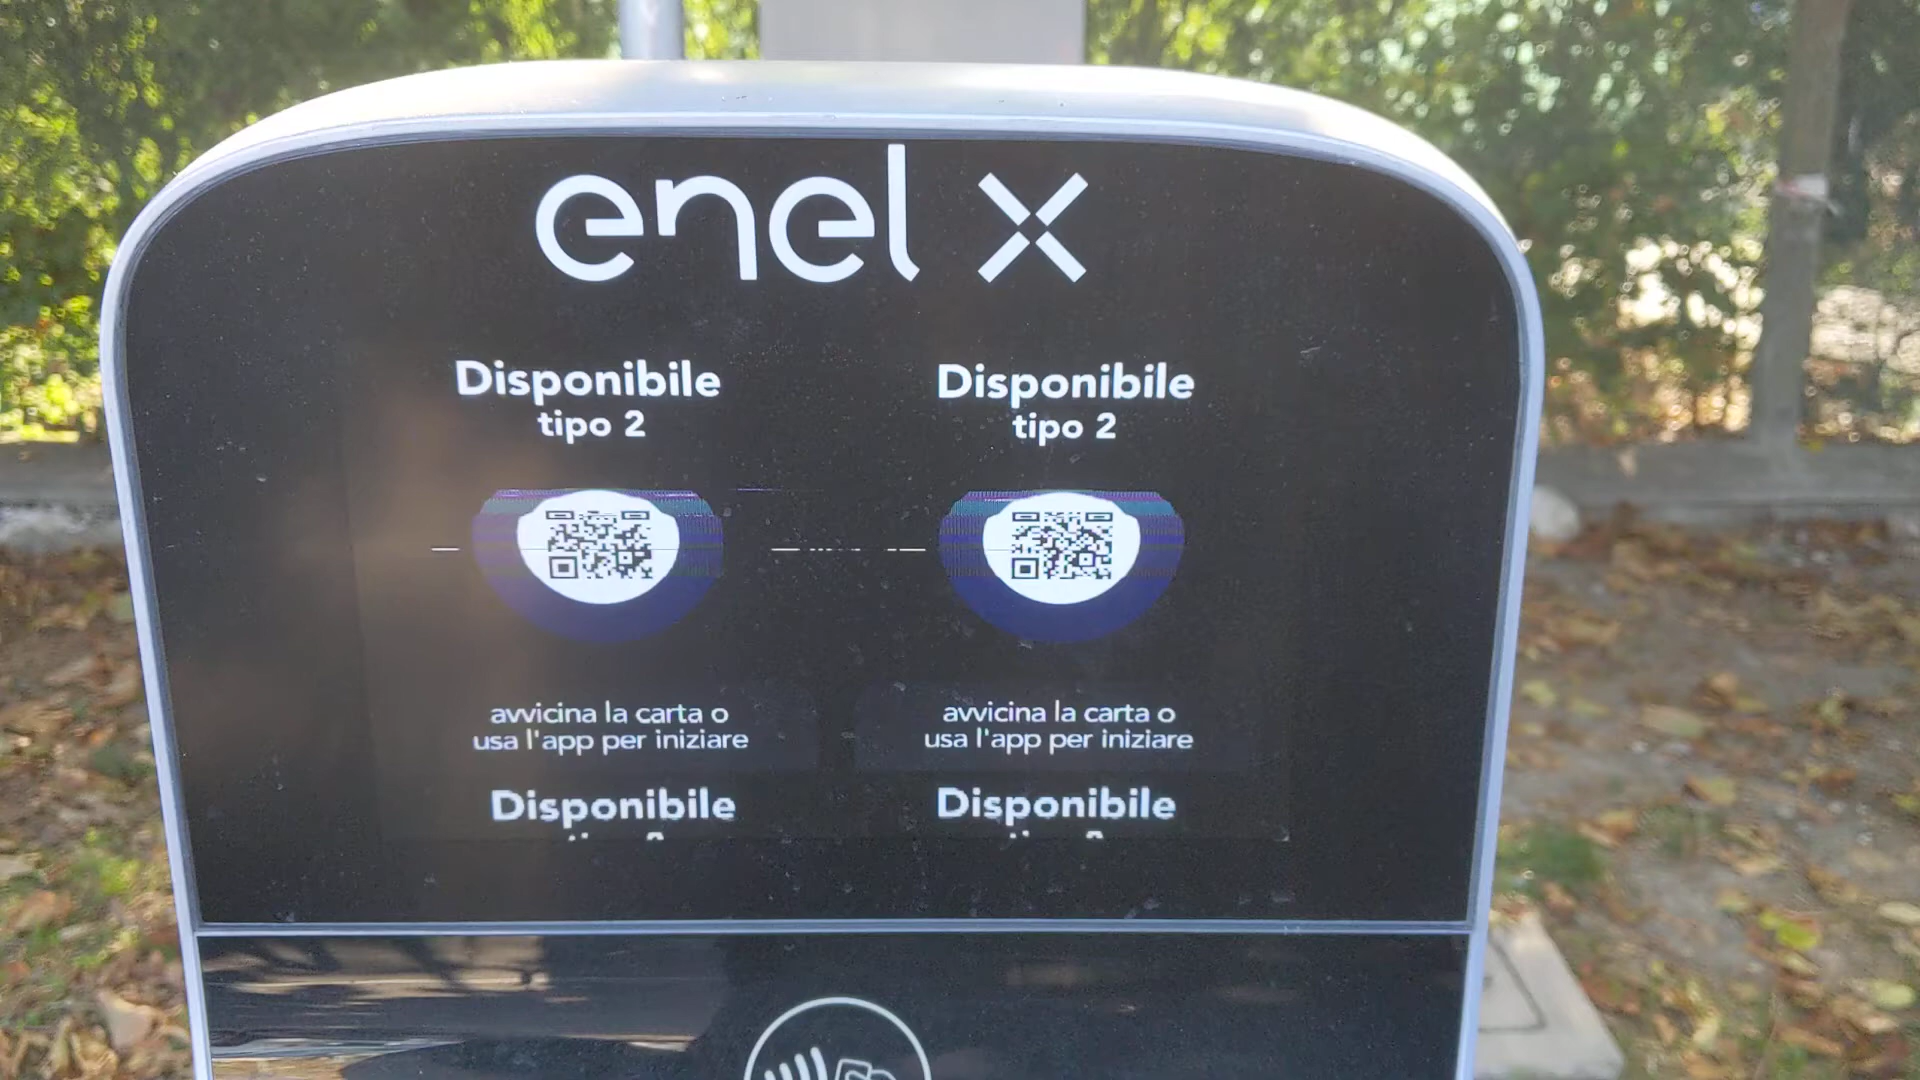 enel x
Disponibile
tipo 2
avvicina la carta o
usa l'app per iniziare
Disponibile
Disponibile
tipo 2
avvicina la carta o
usa l'app per iniziare
Disponibile